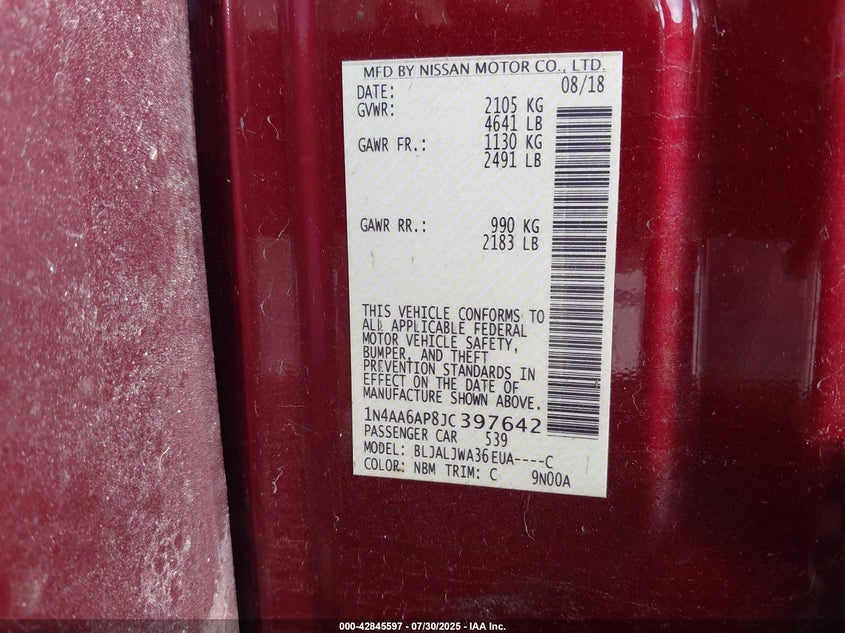 MFD BY NISSAN MOTOR CO., LTD.
DATE: 08/18
GVWR: 2105 KG
4641 LB
GAWR FR.: 1130 KG
2491 LB
GAWR RR.: 990 KG
2183 LB
THIS VEHICLE CONFORMS TO
ALL APPLICABLE FEDERAL
MOTOR VEHICLE SAFETY,
BUMPER, AND THEFT
PREVENTION STANDARDS IN
EFFECT ON THE DATE OF
MANUFACTURE SHOWN ABOVE.
1N4AA6AP8JC397642
PASSENGER CAR 539
MODEL: BLJALJWA36EUA----C
COLOR: NBM TRIM: C 9N00A
000-42845597 - 07/30/2025 - IAA Inc.